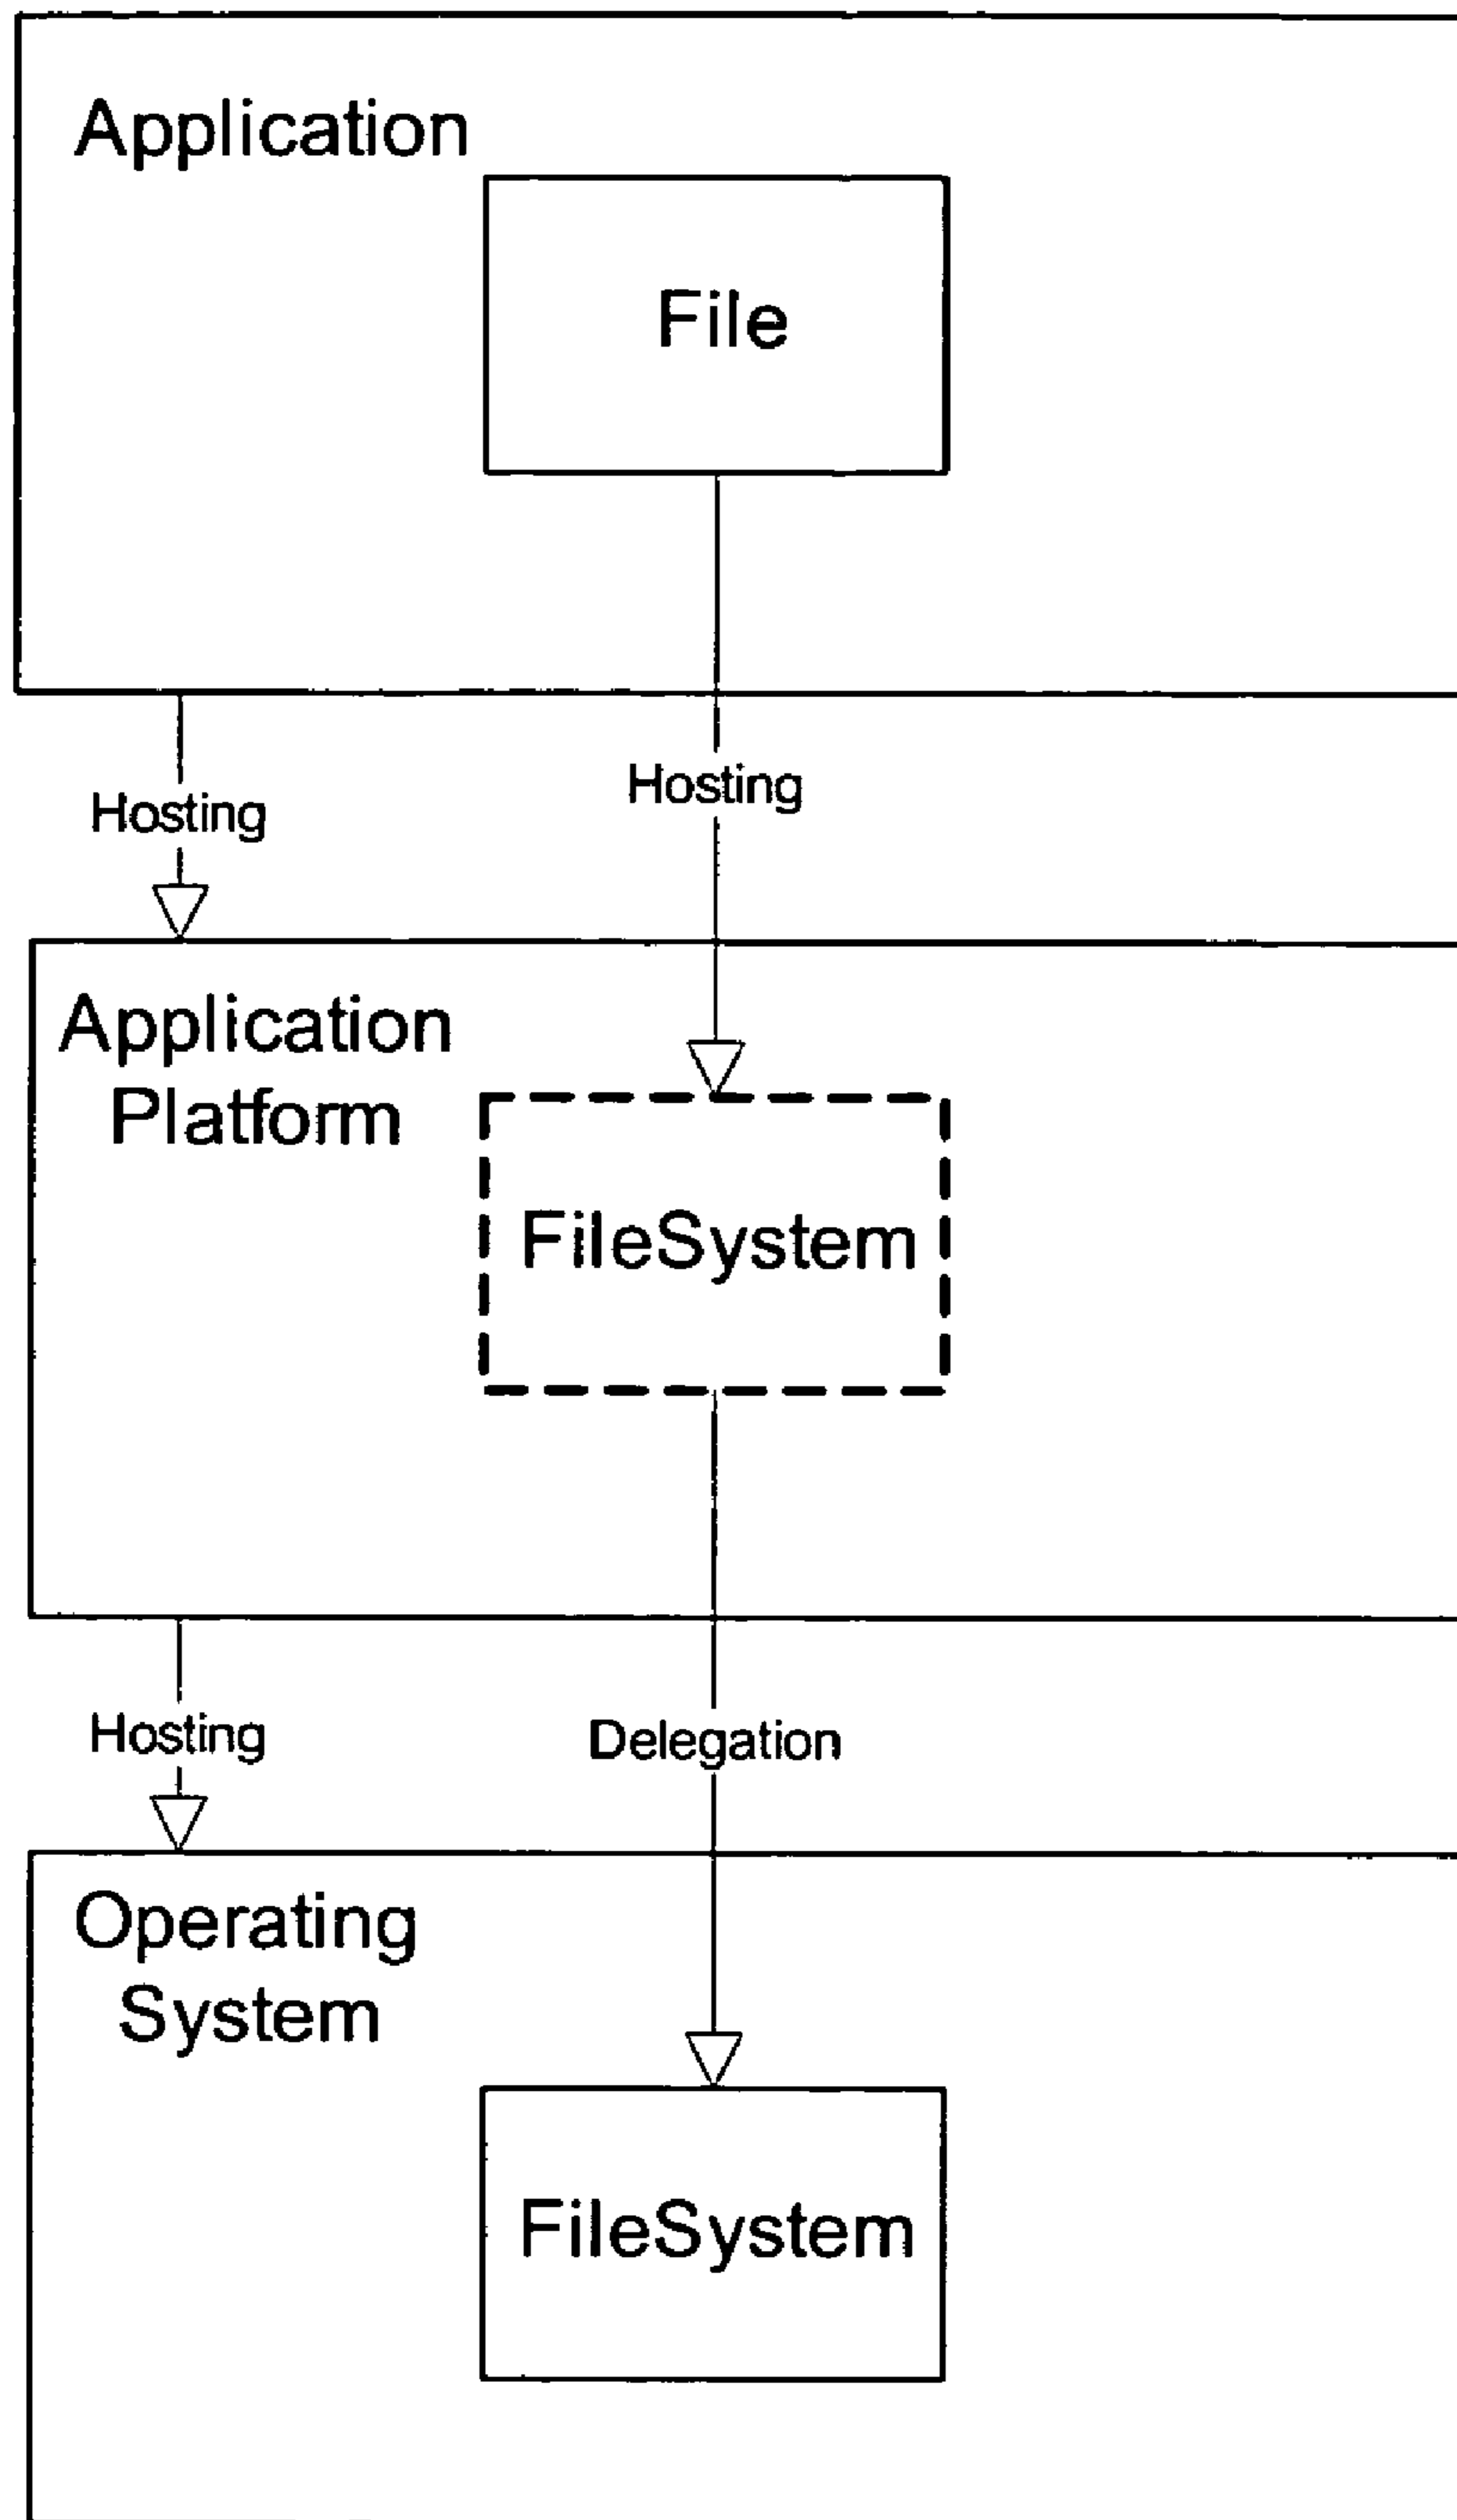 Application
File
Hosting
Hosting
Application
Platform
FileSystem
Hosting
Delegation
Operating
System
FileSystem